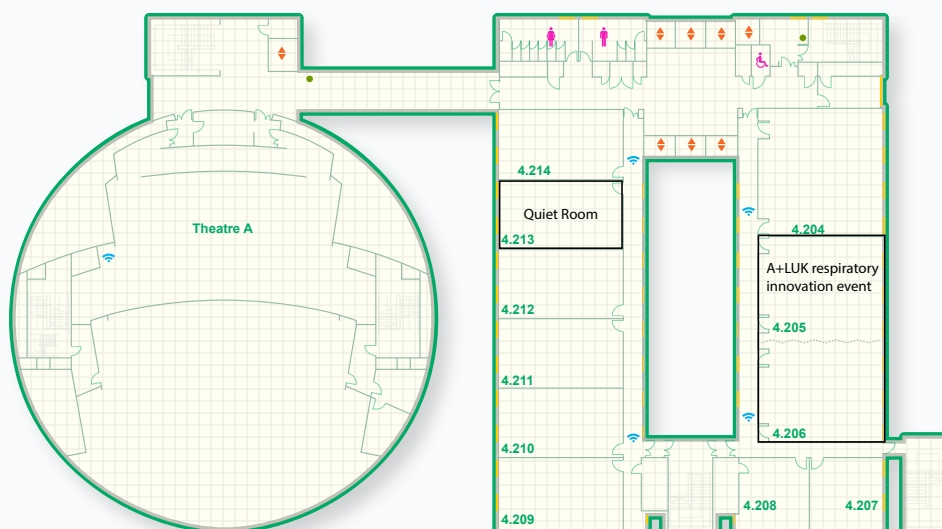 4.214
Quiet Room
4.213
Theatre A
4.204
A+LUK respiratory
innovation event
4.212
4.205
4.211
4.206
4.210
4.208
4.207
4.209